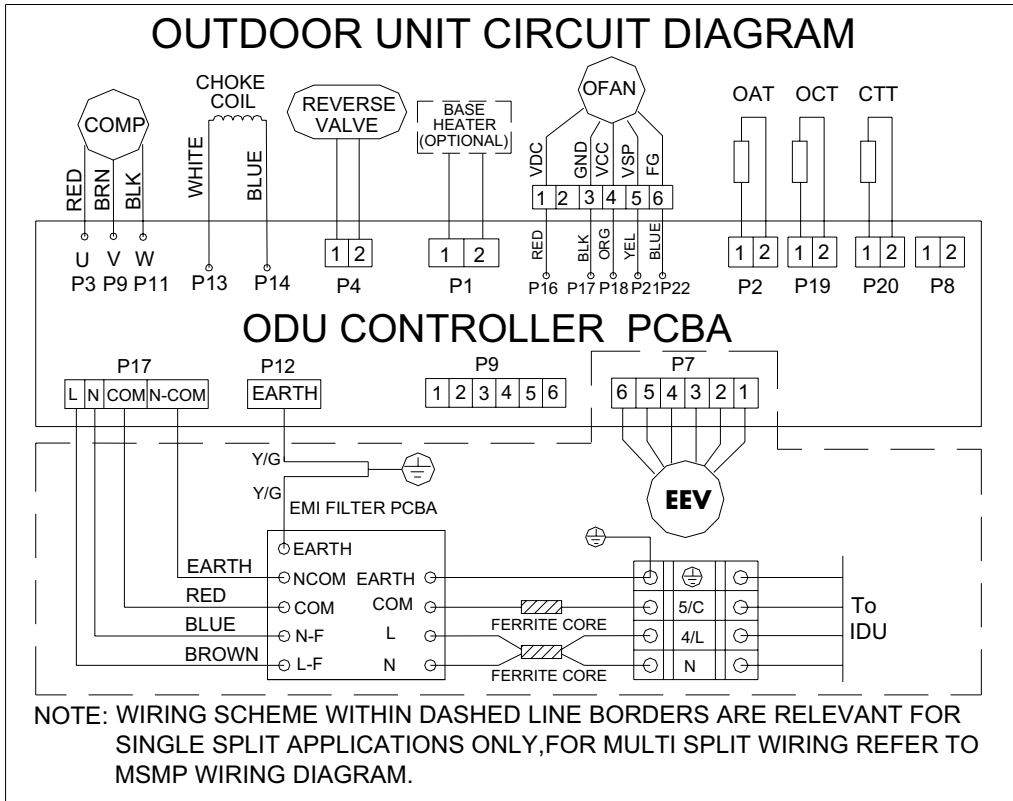 OUTDOOR UNIT CIRCUIT DIAGRAM
COMP
CHOKE
COIL
REVERSE
VALVE
BASE
HEATER
(OPTIONAL)
OFAN
OAT OCT CTT
RED BRN BLK
WHITE BLUE
VDC GND VCC VSP FG
1 2 3 4 5 6
RED BLK ORG YEL BLUE
U V W
P3 P9 P11
P13 P14
1 2
P4
1 2
P1
P16 P17 P18 P21 P22
1 2
P2
1 2
P19
1 2
P20
1 2
P8
ODU CONTROLLER PCBA
P17
L N COM N-COM
P12
EARTH
P9
1 2 3 4 5 6
P7
6 5 4 3 2 1
EEV
Y/G
Y/G
EMI FILTER PCBA
EARTH
EARTH NCOM EARTH
RED COM COM FERRITE CORE 5/C
BLUE N-F L 4/L
BROWN L-F N FERRITE CORE N
To
IDU
NOTE: WIRING SCHEME WITHIN DASHED LINE BORDERS ARE RELEVANT FOR
SINGLE SPLIT APPLICATIONS ONLY,FOR MULTI SPLIT WIRING REFER TO
MSMP WIRING DIAGRAM.